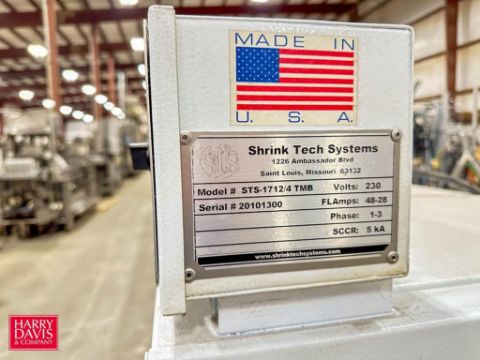 MADE IN
U. S. A.
STS
Shrink Tech Systems
1226 Ambassador Blvd
Saint Louis, Missouri 63132
Model # STS-1712/4 TMB Volts: 230
Serial # 20101300 FLAmps: 48-28
Phase: 1-3
SCCR: 5 kA
www.shrinktechsystems.com
HARRY
DAVIS
& COMPANY